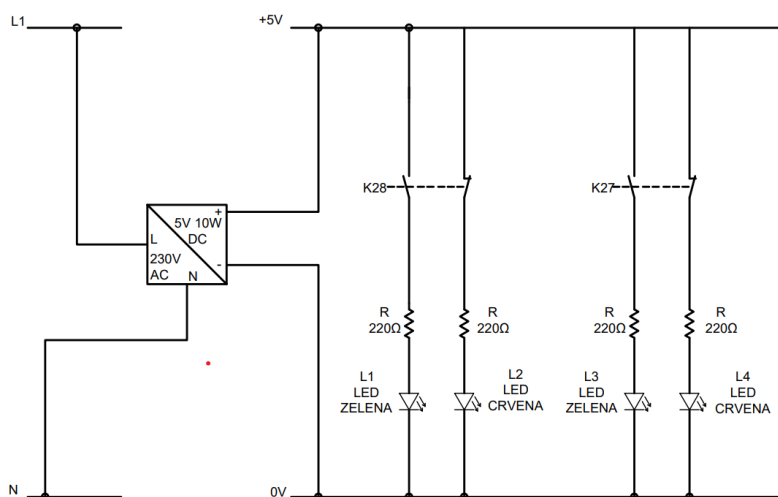 L1
+5V
K28
K27
+
5V 10W
DC
L
230V
AC
N
-
R
220Ω
R
220Ω
R
220Ω
R
220Ω
L1
LED
ZELENA
L2
LED
CRVENA
L3
LED
ZELENA
L4
LED
CRVENA
N
0V